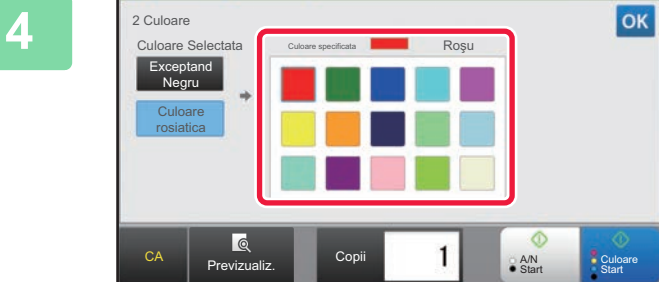 4
2 Culoare
OK
Culoare Selectata
Culoare specificata
Roşu
Exceptand
Negru
Culoare
rosiatica
CA
Previzualiz.
Copii
1
A/N
Start
Culoare
Start